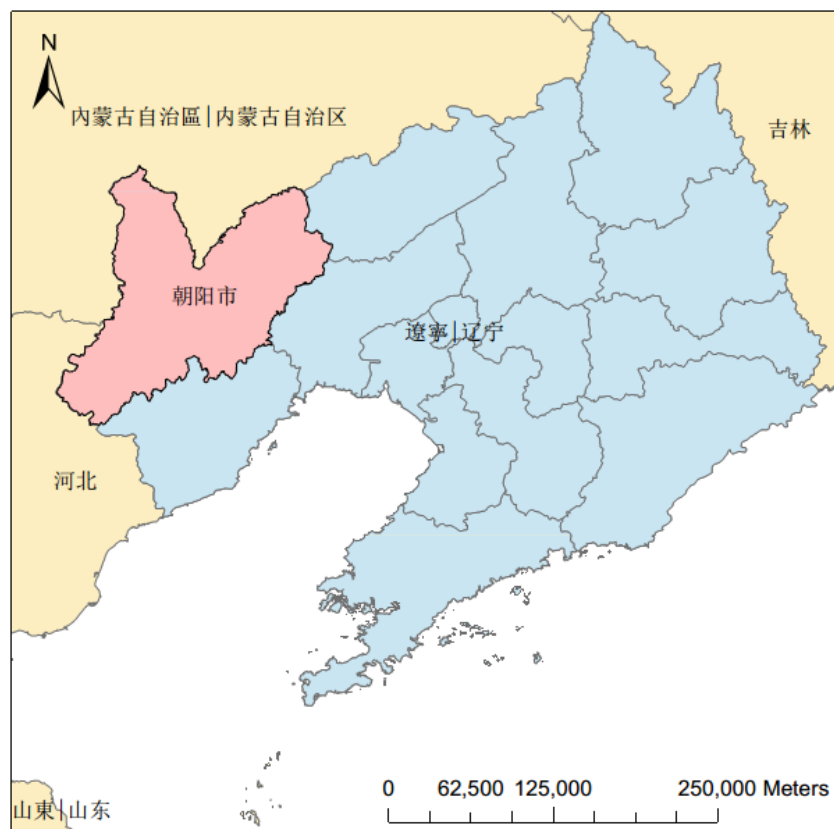 N
內蒙古自治區|内蒙古自治区
吉林
朝阳市
遼寧|辽宁
河北
0 62,500 125,000 250,000 Meters
山東|山东